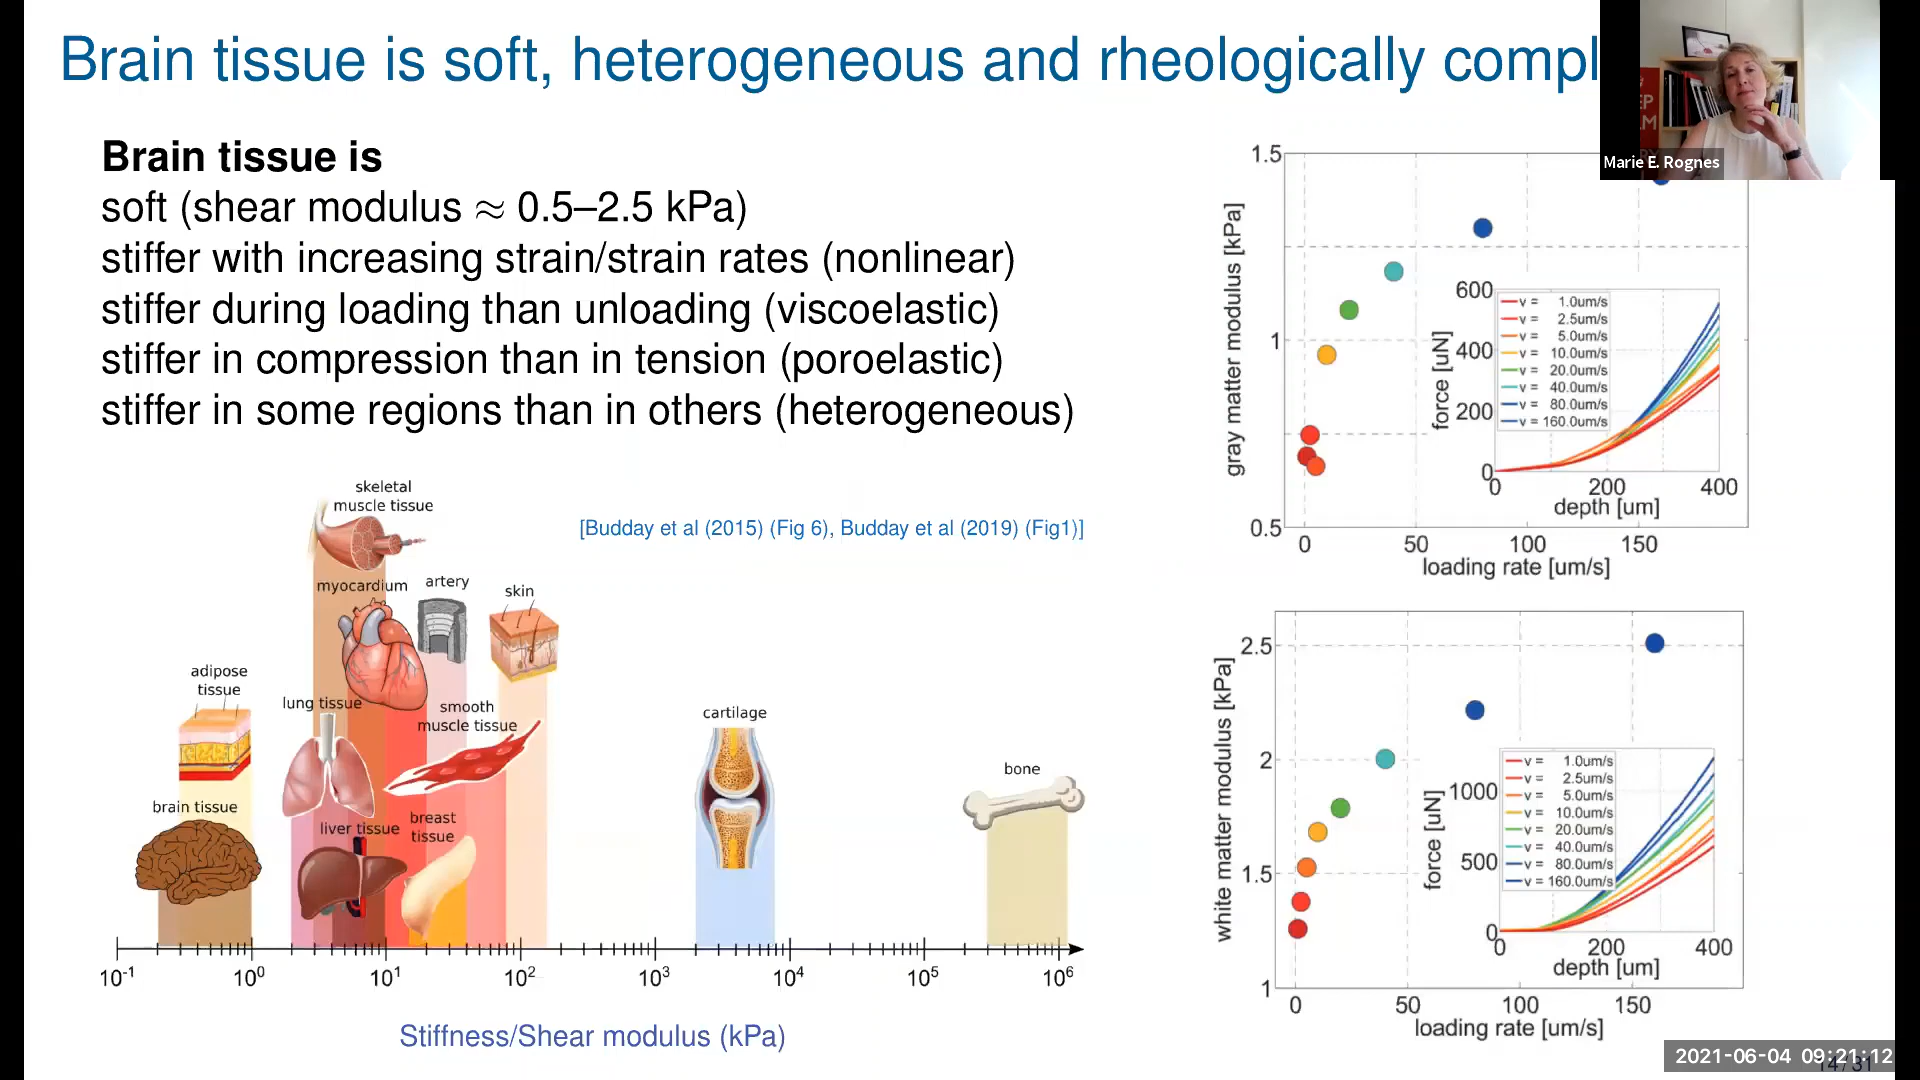 Brain tissue is soft, heterogeneous and rheologically compl
Brain tissue is
soft (shear modulus ≈ 0.5–2.5 kPa)
stiffer with increasing strain/strain rates (nonlinear)
stiffer during loading than unloading (viscoelastic)
stiffer in compression than in tension (poroelastic)
stiffer in some regions than in others (heterogeneous)
[Budday et al (2015) (Fig 6), Budday et al (2019) (Fig1)]
skeletal
muscle tissue
myocardium
artery
skin
adipose
tissue
lung tissue
smooth
muscle tissue
cartilage
bone
brain tissue
liver tissue
breast
tissue
10⁻¹ 10⁰ 10¹ 10² 10³ 10⁴ 10⁵ 10⁶
Stiffness/Shear modulus (kPa)
Marie E. Rognes
gray matter modulus [kPa]
1.5
1
0.5
0 50 100 150
loading rate [um/s]
force [uN]
600
400
200
0
v = 1.0um/s
v = 2.5um/s
v = 5.0um/s
v = 10.0um/s
v = 20.0um/s
v = 40.0um/s
v = 80.0um/s
v = 160.0um/s
0 200 400
depth [um]
white matter modulus [kPa]
2.5
2
1.5
1
0 50 100 150
loading rate [um/s]
force [uN]
1000
500
0
v = 1.0um/s
v = 2.5um/s
v = 5.0um/s
v = 10.0um/s
v = 20.0um/s
v = 40.0um/s
v = 80.0um/s
v = 160.0um/s
0 200 400
depth [um]
2021-06-04 09:21:12
14/31